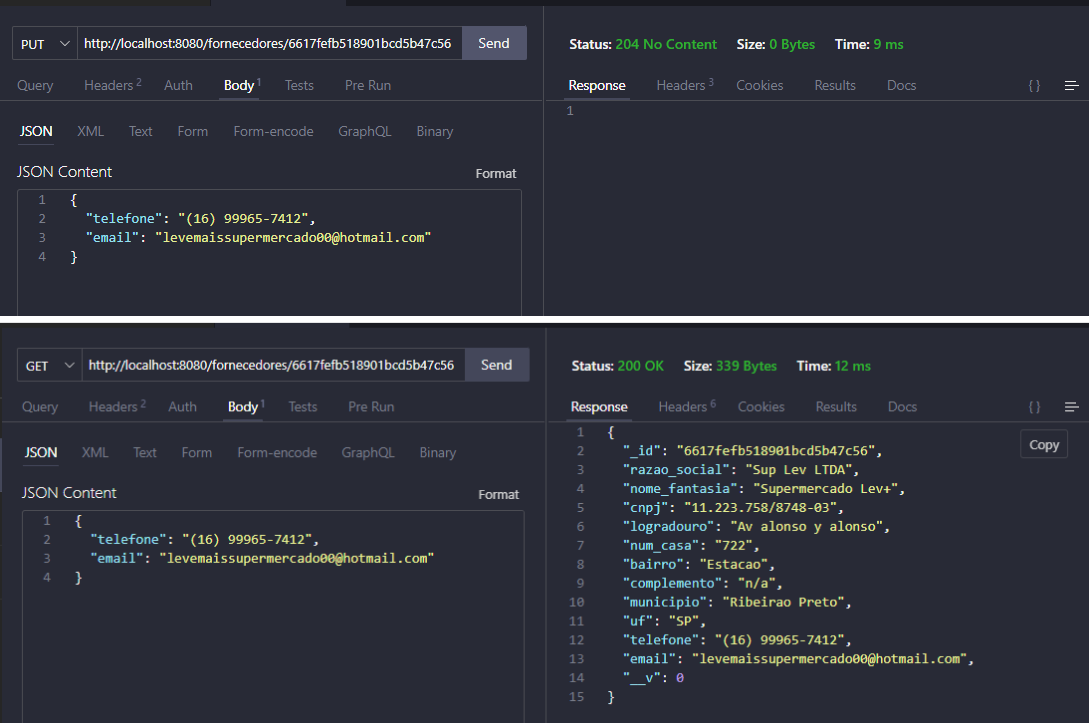 PUT http://localhost:8080/fornecedores/6617fefb518901bcd5b47c56 Send
Status: 204 No Content Size: 0 Bytes Time: 9 ms
Query Headers 2 Auth Body 1 Tests Pre Run
Response Headers 3 Cookies Results Docs { }
JSON XML Text Form Form-encode GraphQL Binary
JSON Content Format
1 {
2 "telefone": "(16) 99965-7412",
3 "email": "levemaissupermercado00@hotmail.com"
4 }
1
GET http://localhost:8080/fornecedores/6617fefb518901bcd5b47c56 Send
Status: 200 OK Size: 339 Bytes Time: 12 ms
Query Headers 2 Auth Body 1 Tests Pre Run
Response Headers 6 Cookies Results Docs { }
JSON XML Text Form Form-encode GraphQL Binary
JSON Content Format
1 {
2 "telefone": "(16) 99965-7412",
3 "email": "levemaissupermercado00@hotmail.com"
4 }
Copy
1 {
2 "_id": "6617fefb518901bcd5b47c56",
3 "razao_social": "Sup Lev LTDA",
4 "nome_fantasia": "Supermercado Lev+",
5 "cnpj": "11.223.758/8748-03",
6 "logradouro": "Av alonso y alonso",
7 "num_casa": "722",
8 "bairro": "Estacao",
9 "complemento": "n/a",
10 "municipio": "Ribeirao Preto",
11 "uf": "SP",
12 "telefone": "(16) 99965-7412",
13 "email": "levemaissupermercado00@hotmail.com",
14 "__v": 0
15 }